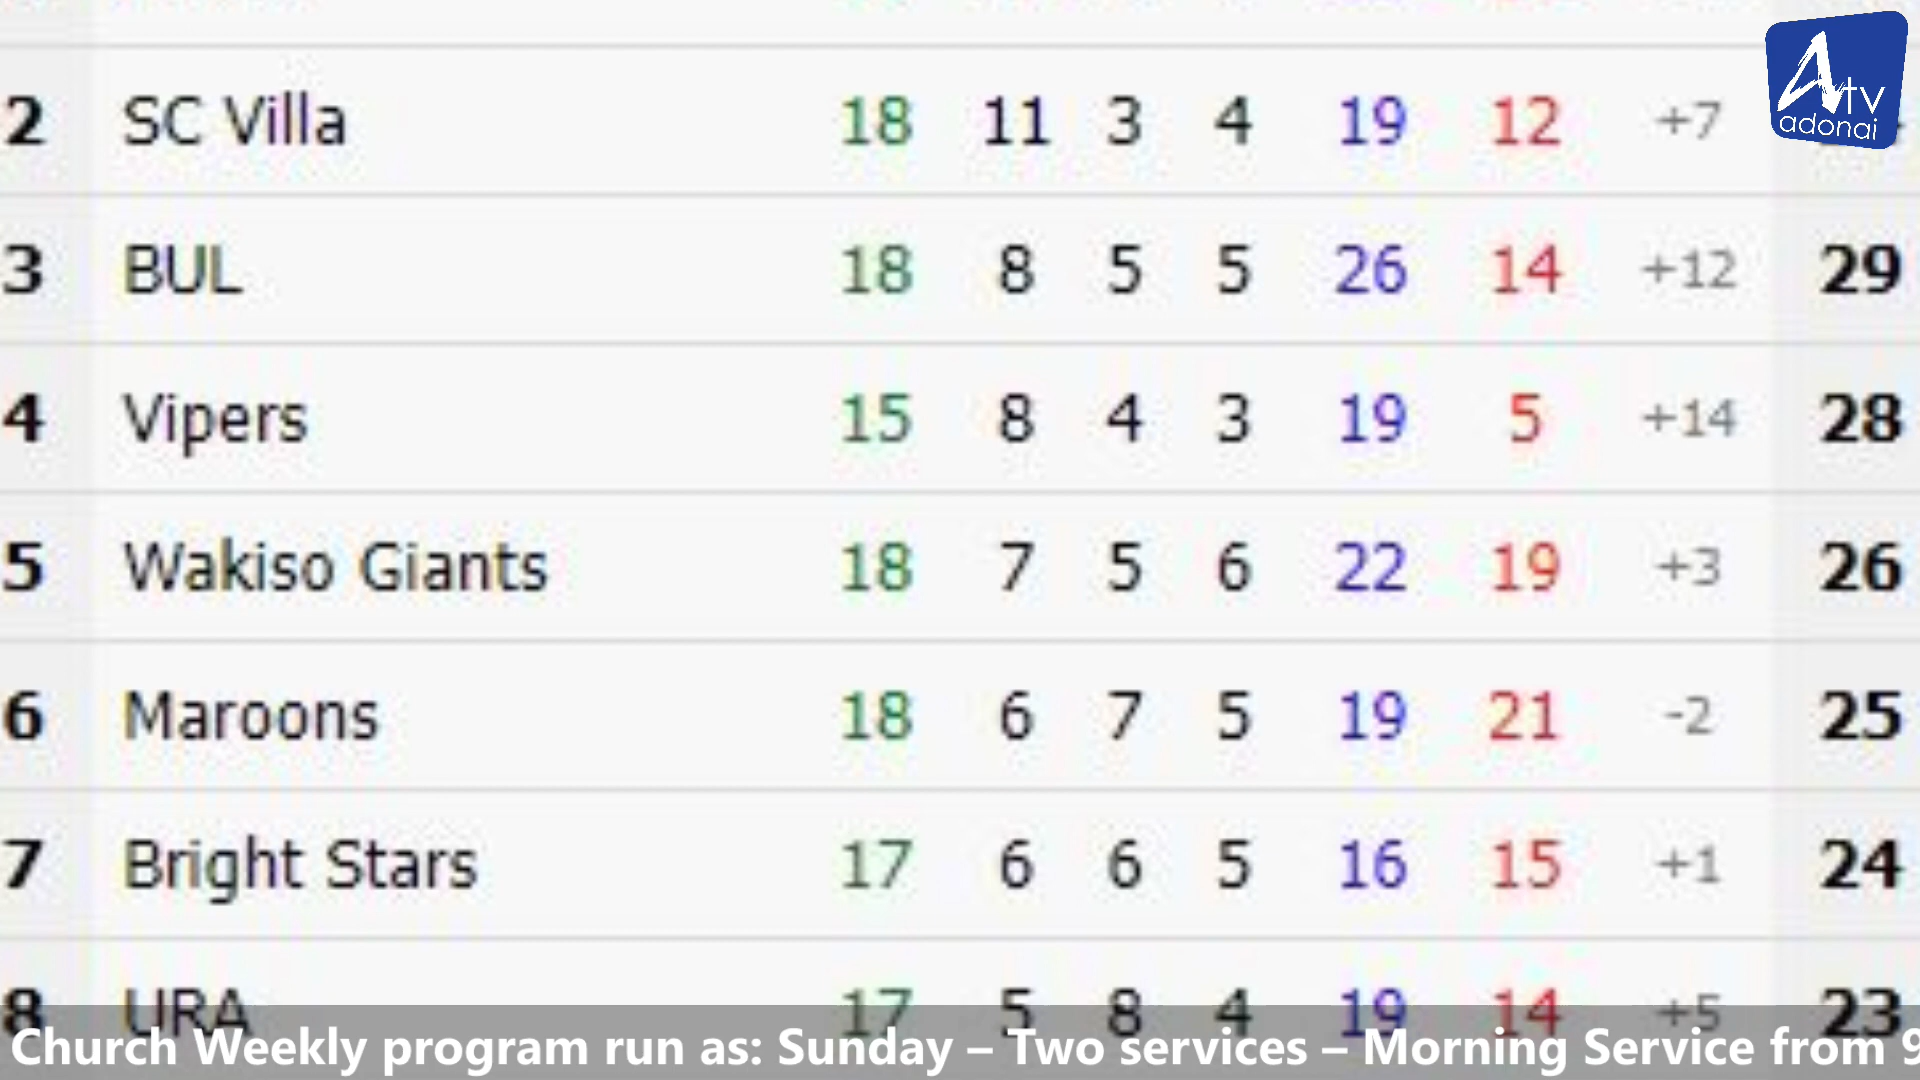 2 SC Villa 18 11 3 4 19 12 +7
Atv
adonai
3 BUL 18 8 5 5 26 14 +12 29
4 Vipers 15 8 4 3 19 5 +14 28
5 Wakiso Giants 18 7 5 6 22 19 +3 26
6 Maroons 18 6 7 5 19 21 -2 25
7 Bright Stars 17 6 6 5 16 15 +1 24
8 URA 17 5 8 4 19 14 +5 23
Church Weekly program run as: Sunday – Two services – Morning Service from 9